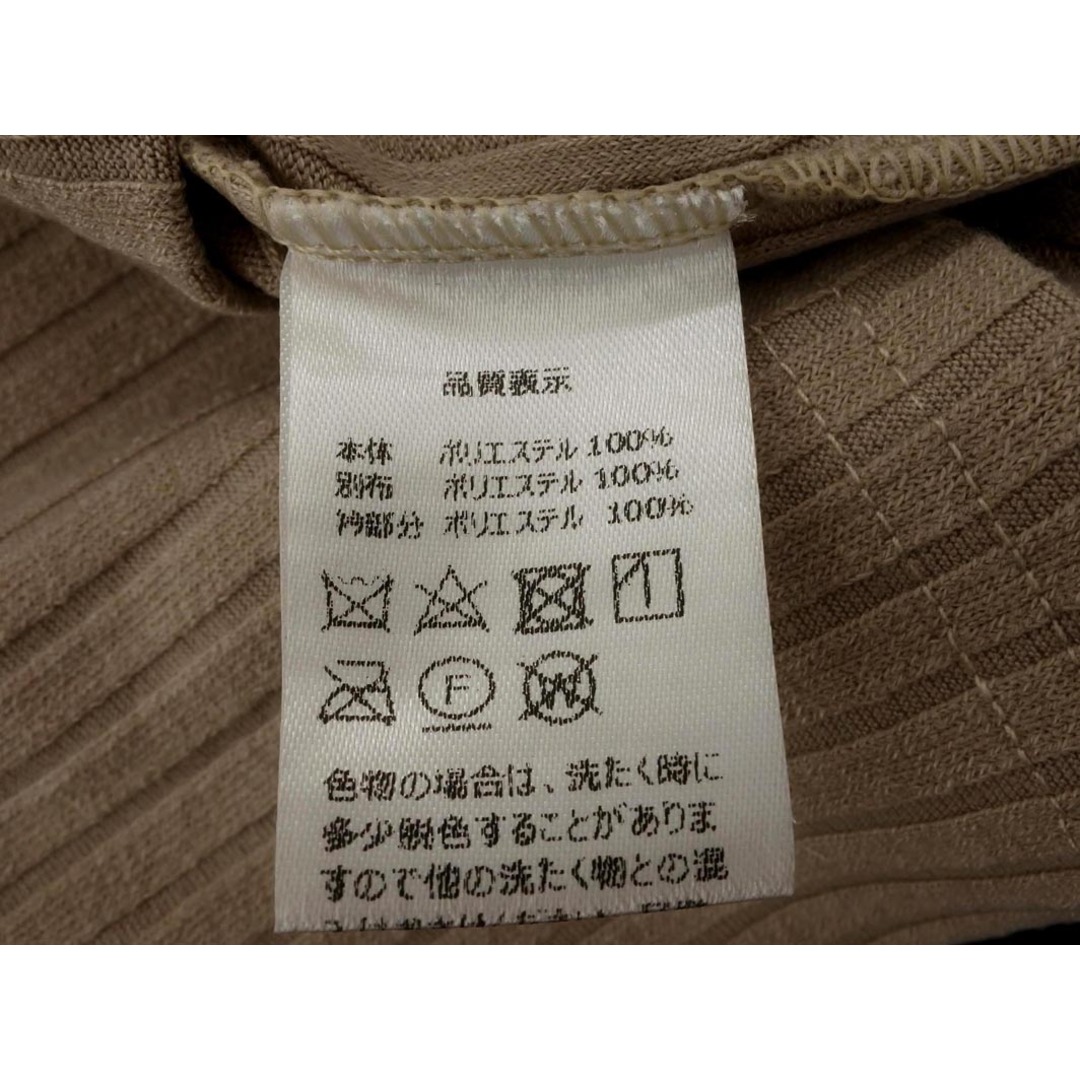 品質表示
本体 ポリエステル 100%
別布 ポリエステル 100%
衿部分 ポリエステル 100%
F
W
色物の場合は、洗たく時に
多少脱色することがありま
すので他の洗たく物との混